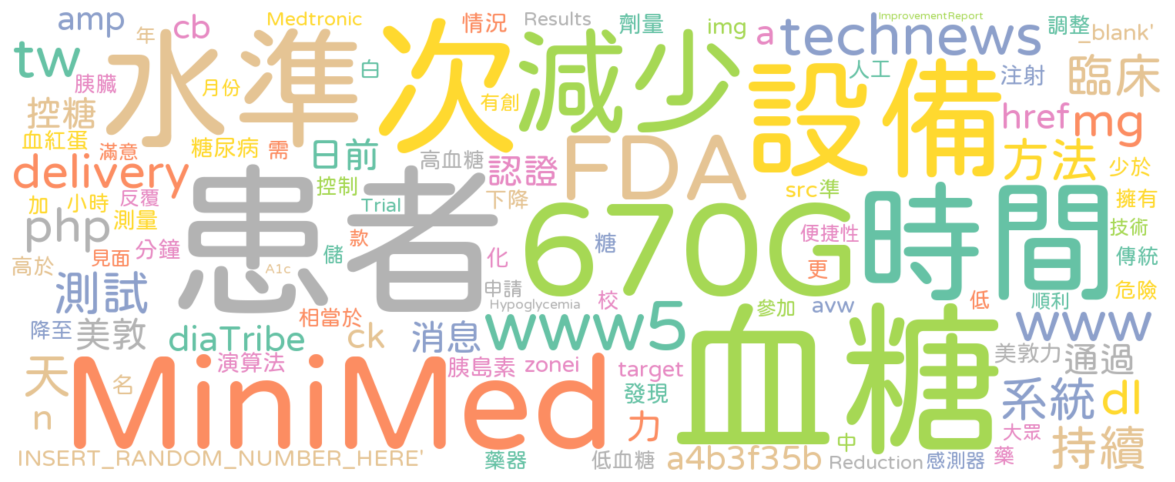 amp cb Medtronic 情況 Results 劑量 img a technews ImprovementReport 調整 _blank'
tw 年 水準 次 減少 設備 人工 注射 臨床
胰臟 月份 白 有創
控糖 href mg
血紅蛋 滿意 糖尿病 需 日前 高血糖 認證 FDA 方法 少於
delivery 患者 控制 下降 670G src 準 時間 擁有
加 小時 反覆 Trial
php 測量 分鐘 見面 儲 款 化 糖 便捷性 技術 傳統
高於 測試 A1c 申請 校 更 低 危險
相當於 Hypoglycemia 參加 avw 順利
降至 美敦 diaTribe ck 消息 www5 血糖 www
天 名 演算法 MiniMed 胰島素 zonei target 美敦力 通過
n 發現 力 系統 dl
中 大眾 持續
INSERT_RANDOM_NUMBER_HERE' 藥器 低血糖 a4b3f35b Reduction 感測器 藥